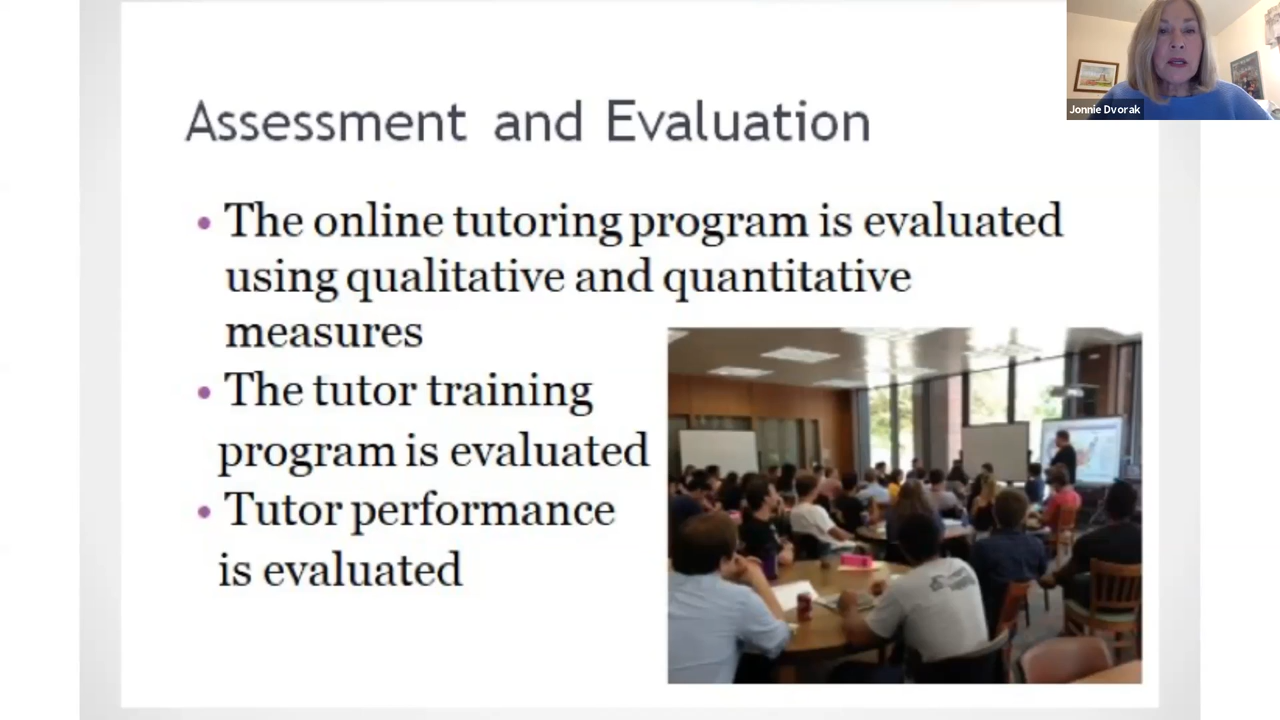 Assessment and Evaluation
• The online tutoring program is evaluated
using qualitative and quantitative
measures
• The tutor training
program is evaluated
• Tutor performance
is evaluated
Jonnie Dvorak